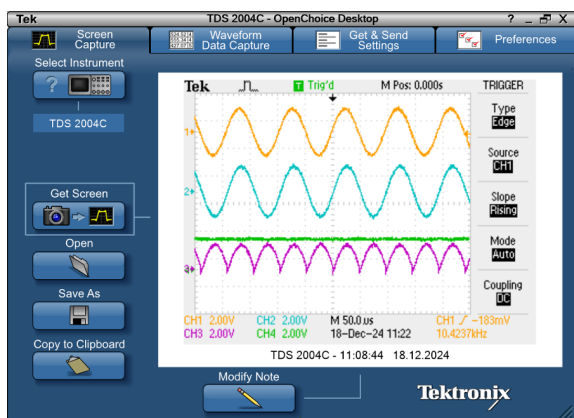 Tek TDS 2004C - OpenChoice Desktop ? _ X
Screen Capture
Waveform Data Capture
Get & Send Settings
Preferences
Select Instrument
?
TDS 2004C
Get Screen
Open
Save As
Copy to Clipboard
Tek T Trig'd M Pos: 0.000s TRIGGER
Type
Edge
Source
CH1
Slope
Rising
Mode
Auto
Coupling
DC
1
2
3
CH1 2.00V CH2 2.00V M 50.0us CH1 -183mV
CH3 2.00V CH4 2.00V 18-Dec-24 11:22 10.4237kHz
TDS 2004C - 11:08:44 18.12.2024
Modify Note
Tektronix